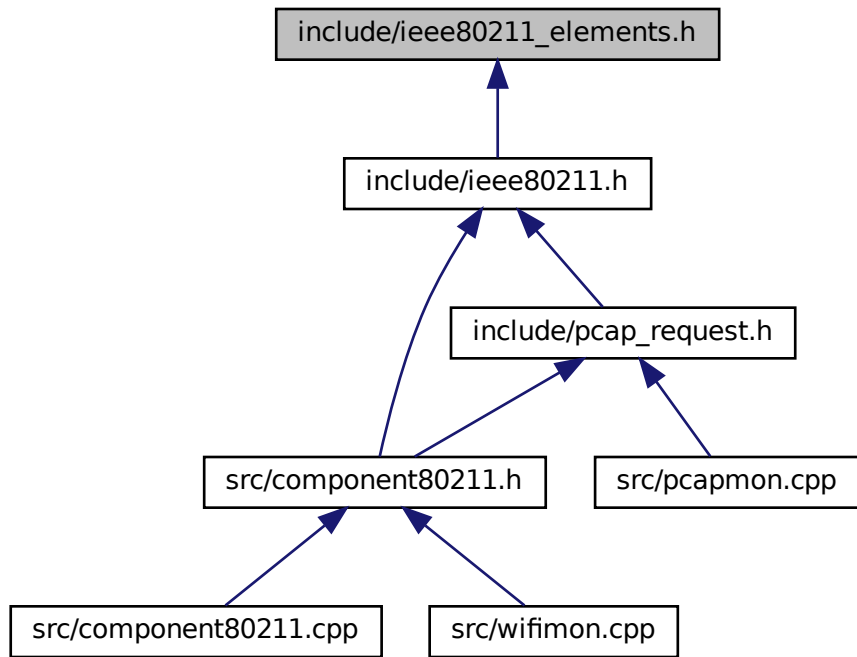 include/ieee80211_elements.h
include/ieee80211.h
include/pcap_request.h
src/component80211.h
src/pcapmon.cpp
src/component80211.cpp
src/wifimon.cpp